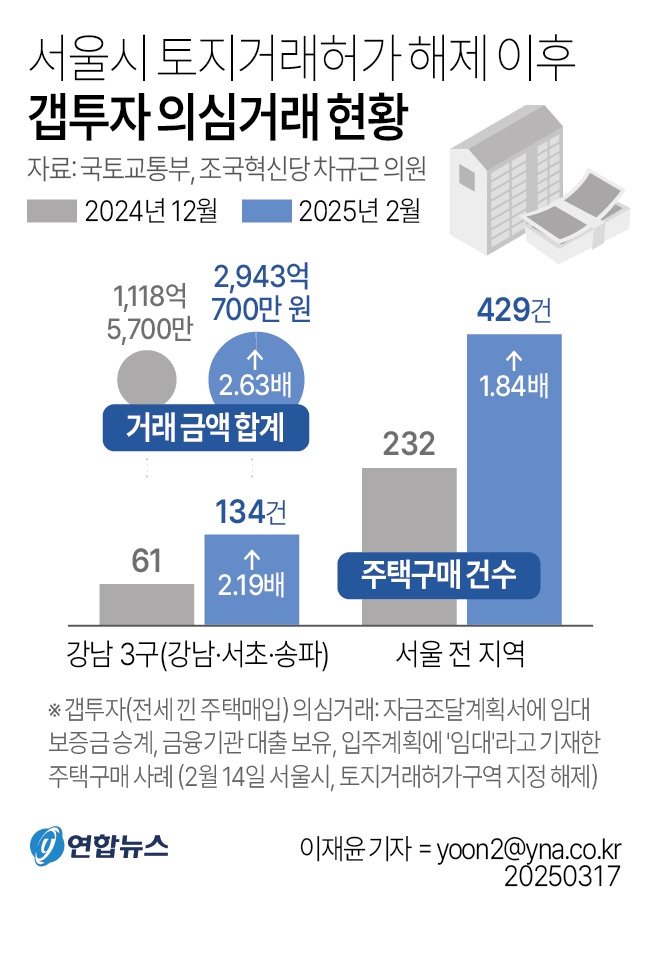 서울시 토지거래허가 해제 이후
갭투자 의심거래 현황
자료: 국토교통부, 조국혁신당 차규근 의원
2024년 12월 2025년 2월
1,118억
5,700만
2,943억
700만 원
↑
2.63배
거래 금액 합계
61
134건
↑
2.19배
232
429건
↑
1.84배
주택구매 건수
강남 3구(강남·서초·송파) 서울 전 지역
※ 갭투자(전세 낀 주택매입) 의심거래: 자금조달계획서에 임대
보증금 승계, 금융기관 대출 보유, 입주계획에 '임대'라고 기재한
주택구매 사례 (2월 14일 서울시, 토지거래허가구역 지정 해제)
연합뉴스
이재윤 기자 = yoon2@yna.co.kr
20250317